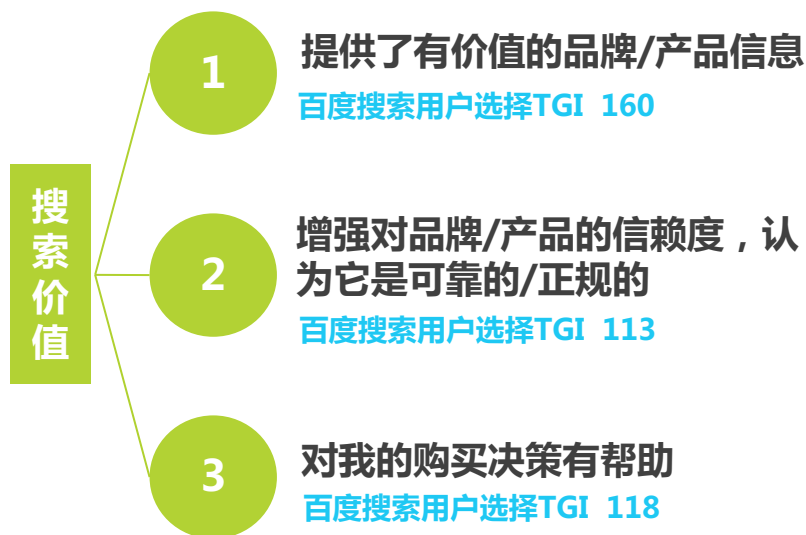 搜索价值
1
提供了有价值的品牌/产品信息
百度搜索用户选择TGI 160
2
增强对品牌/产品的信赖度，认
为它是可靠的/正规的
百度搜索用户选择TGI 113
3
对我的购买决策有帮助
百度搜索用户选择TGI 118